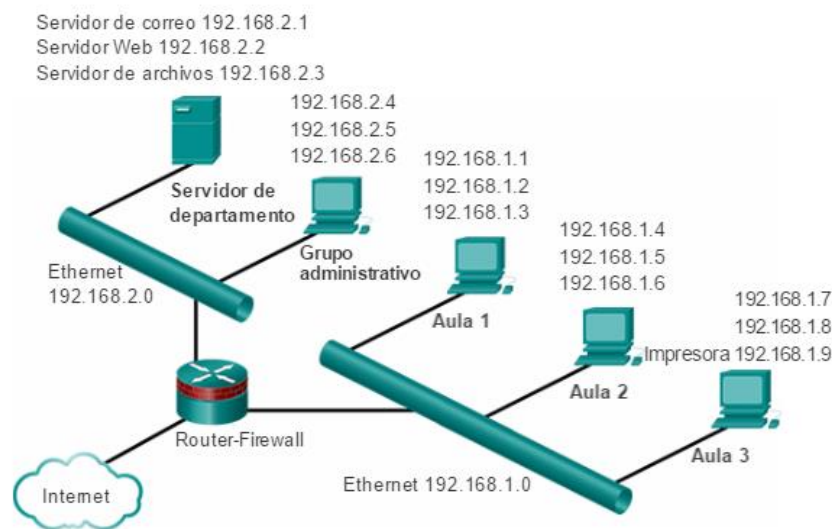 Servidor de correo 192.168.2.1
Servidor Web 192.168.2.2
Servidor de archivos 192.168.2.3
192.168.2.4
192.168.2.5
192.168.2.6
Servidor de
departamento
Grupo
administrativo
Ethernet
192.168.2.0
192.168.1.1
192.168.1.2
192.168.1.3
Aula 1
192.168.1.4
192.168.1.5
192.168.1.6
Aula 2
192.168.1.7
192.168.1.8
Impresora 192.168.1.9
Aula 3
Router-Firewall
Internet
Ethernet 192.168.1.0